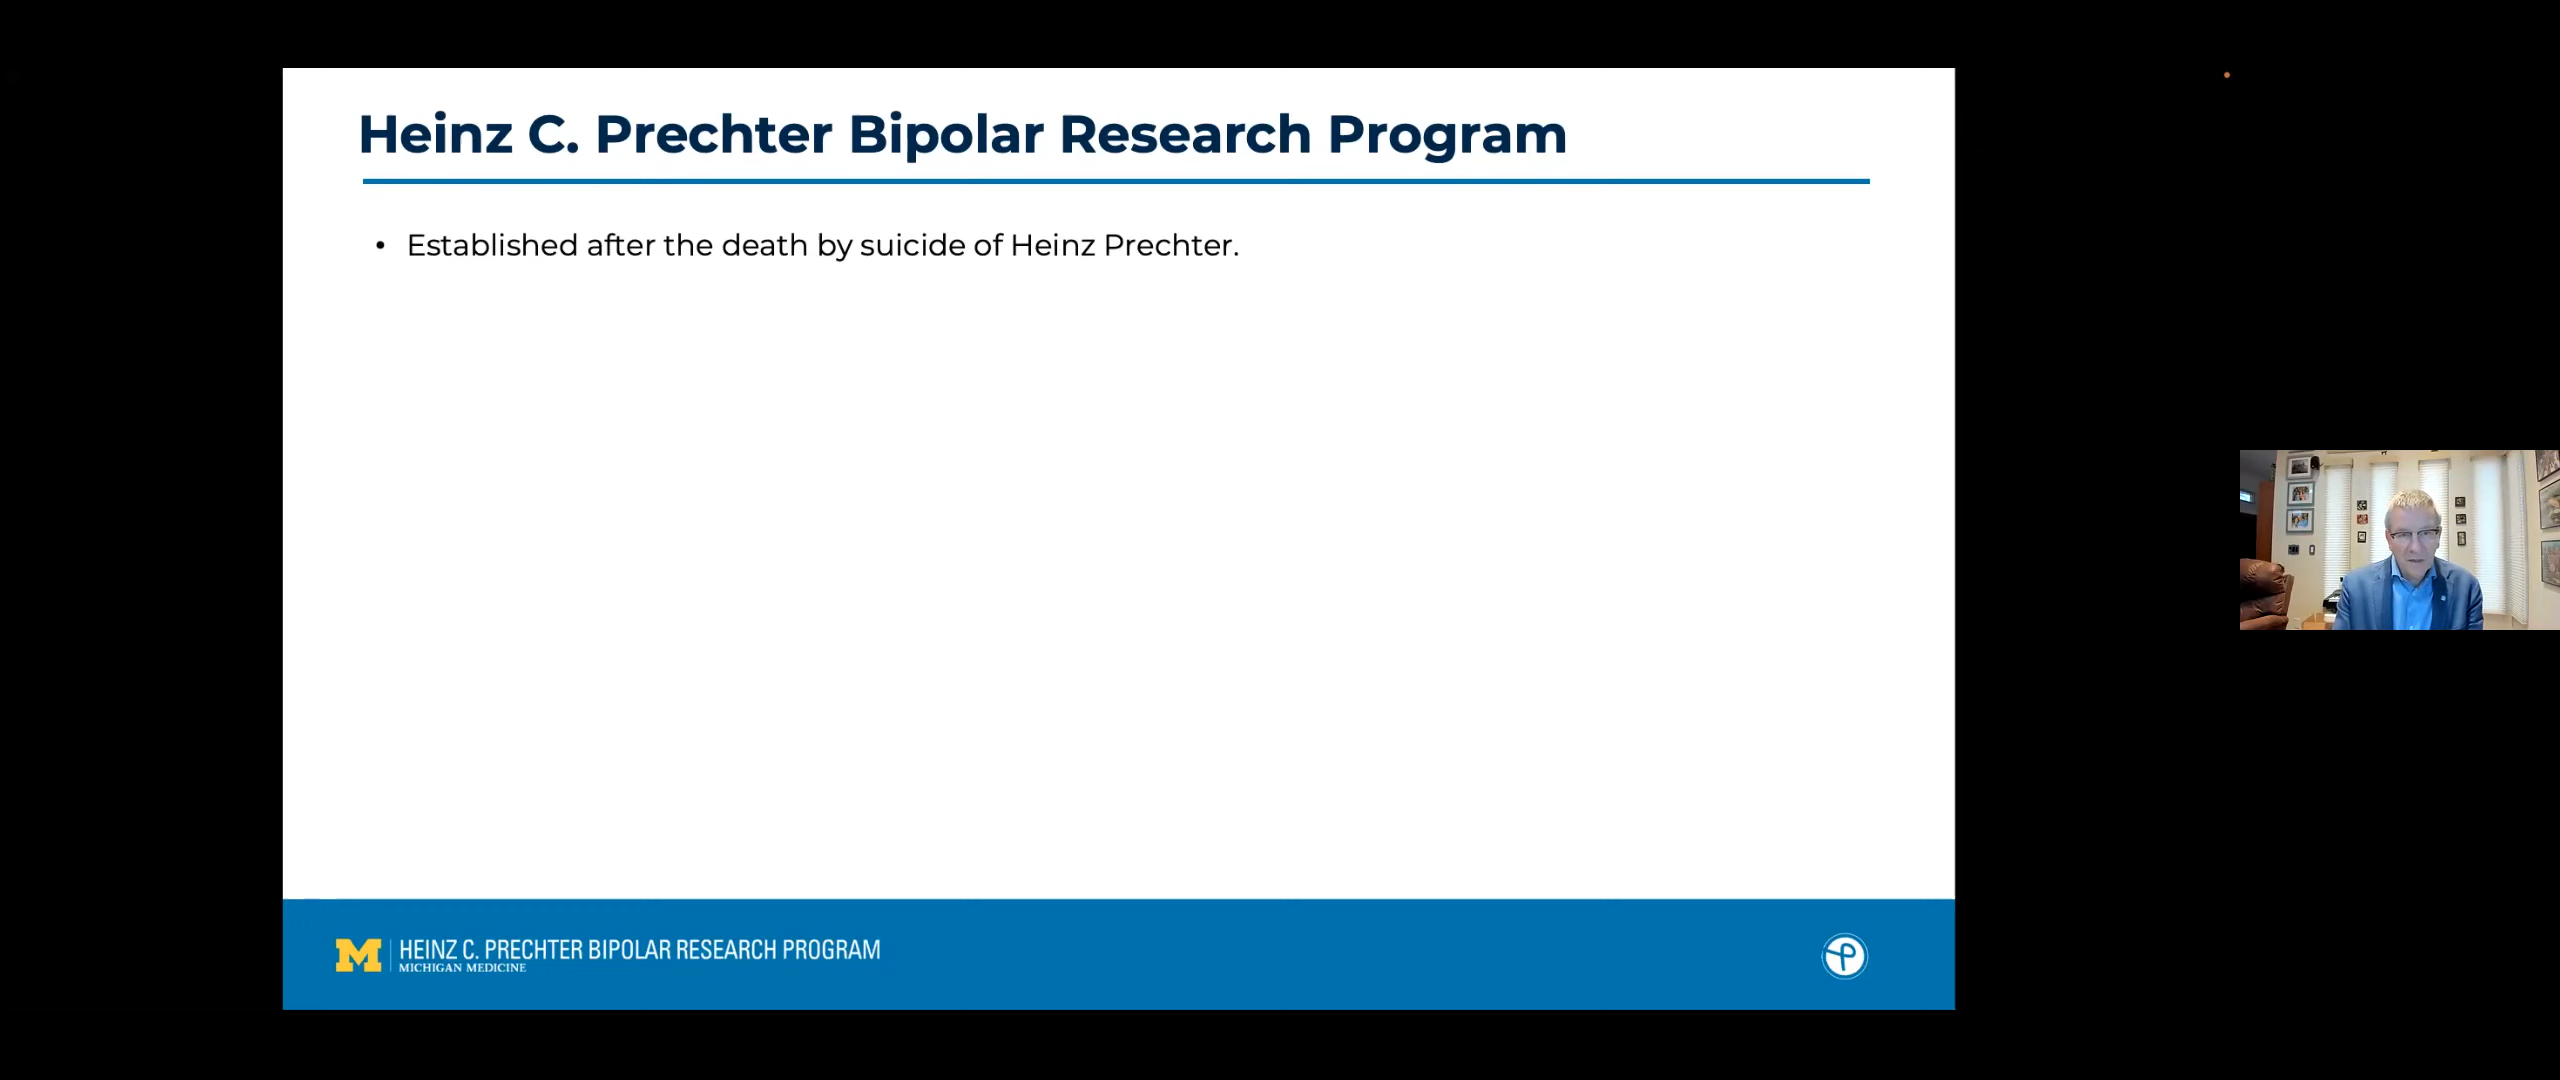 Heinz C. Prechter Bipolar Research Program
• Established after the death by suicide of Heinz Prechter.
M HEINZ C. PRECHTER BIPOLAR RESEARCH PROGRAM
MICHIGAN MEDICINE
P